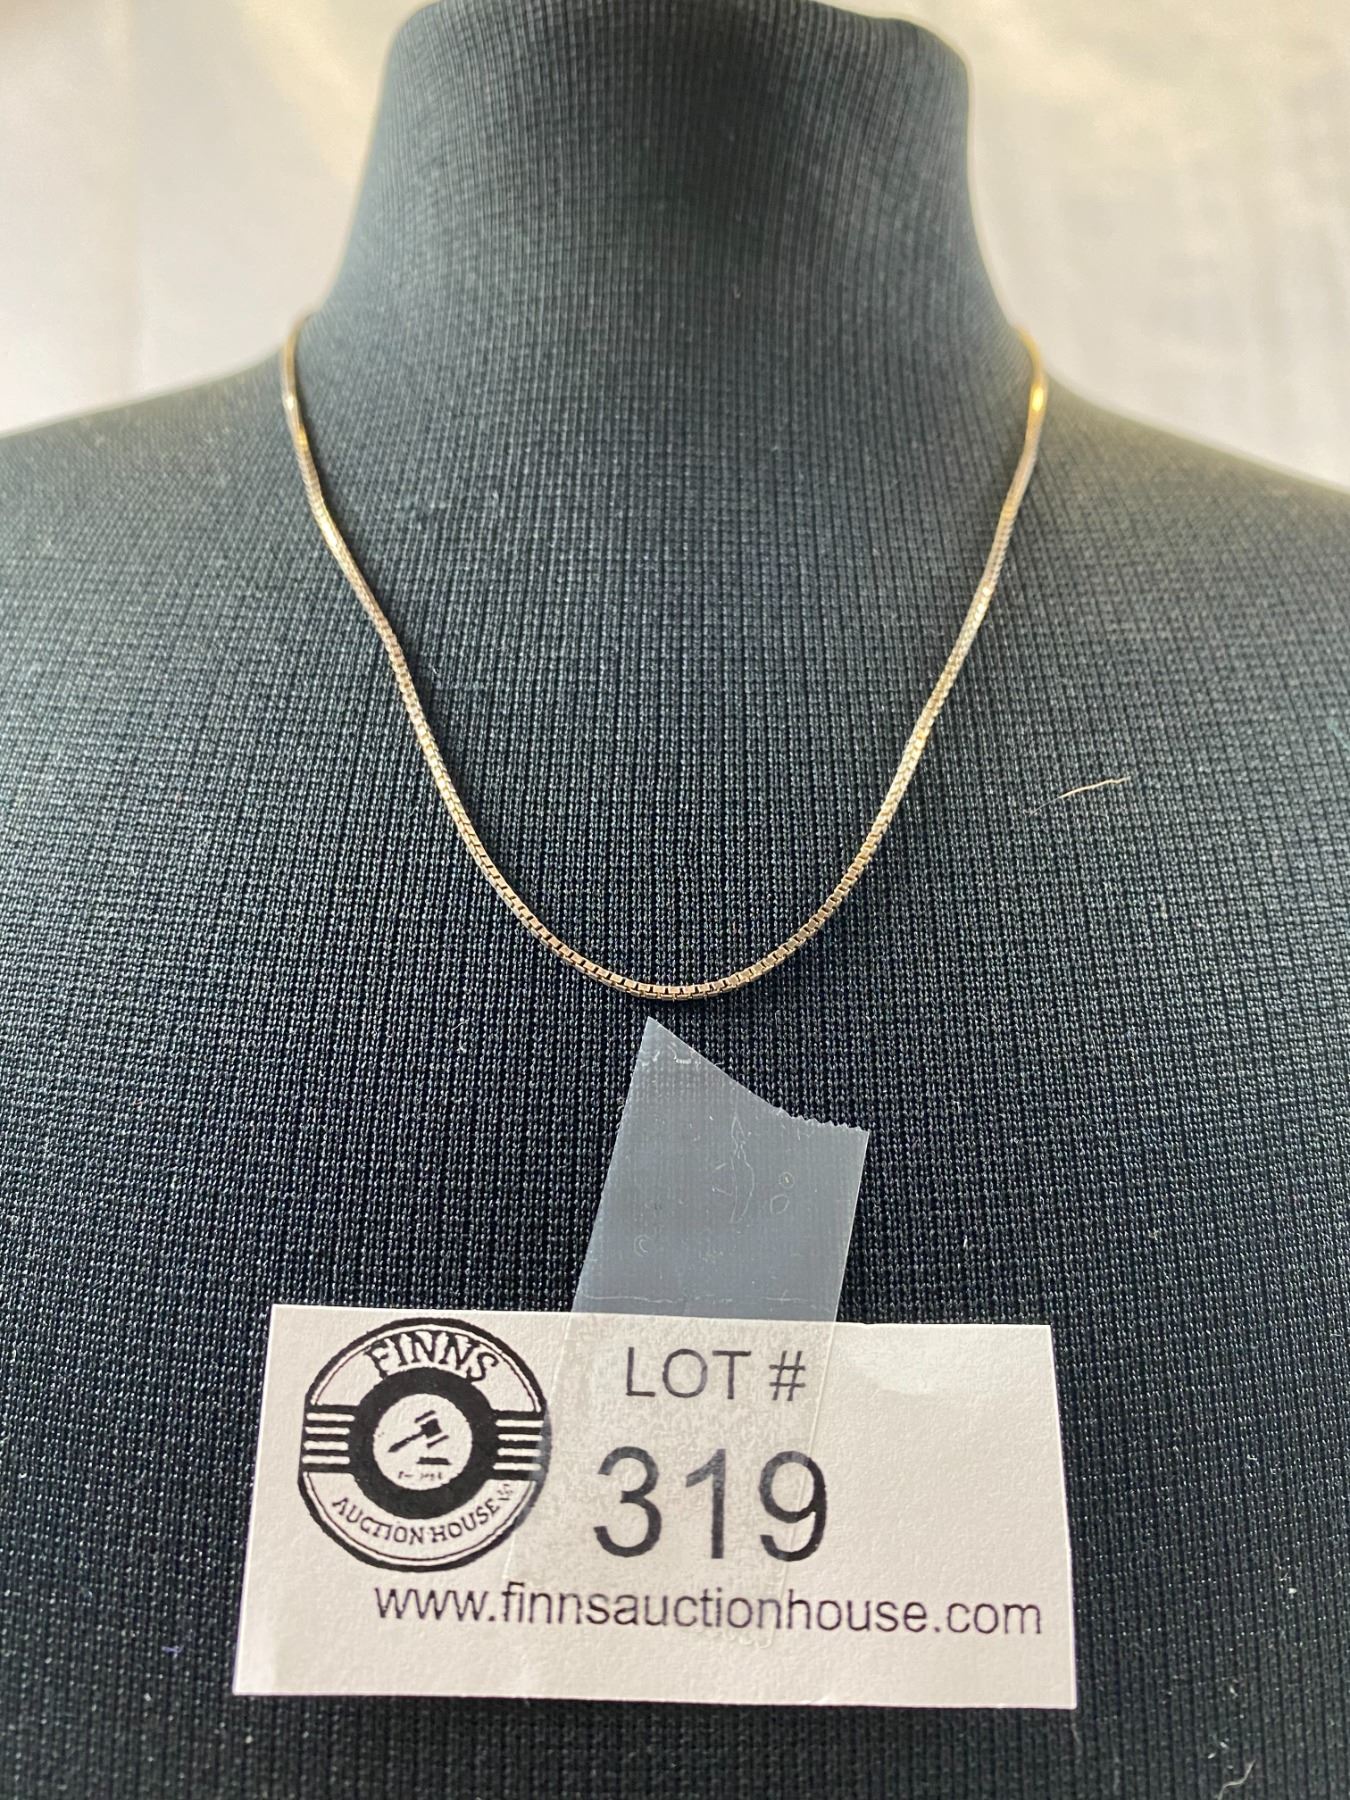 FINNS
AUCTION HOUSE
LOT #
319
www.finnsauctionhouse.com